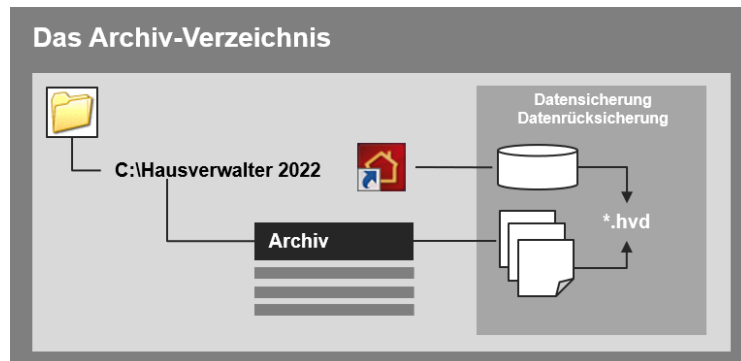 Das Archiv-Verzeichnis
Datensicherung
Datenrücksicherung
C:\Hausverwalter 2022
*.hvd
Archiv